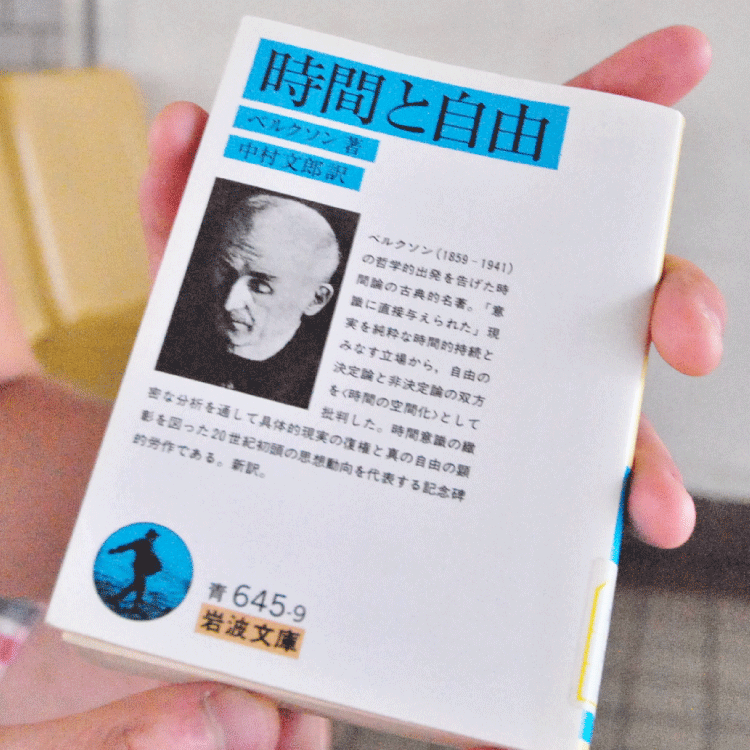 時間と自由
ベルクソン著
中村文郎訳
ベルクソン(1859-1941)
の哲学的出発を告げた時
間論の古典的名著。「意
識に直接与えられた」現
実を純粋な時間的持続と
みなす立場から，自由の
決定論と非決定論の双方
を〈時間の空間化〉として
批判した。時間意識の緻
密な分析を通して具体的現実の復権と真の自由の顕
彰を図った20世紀初頭の思想動向を代表する記念碑
的労作である。新訳。
青645-9
岩波文庫